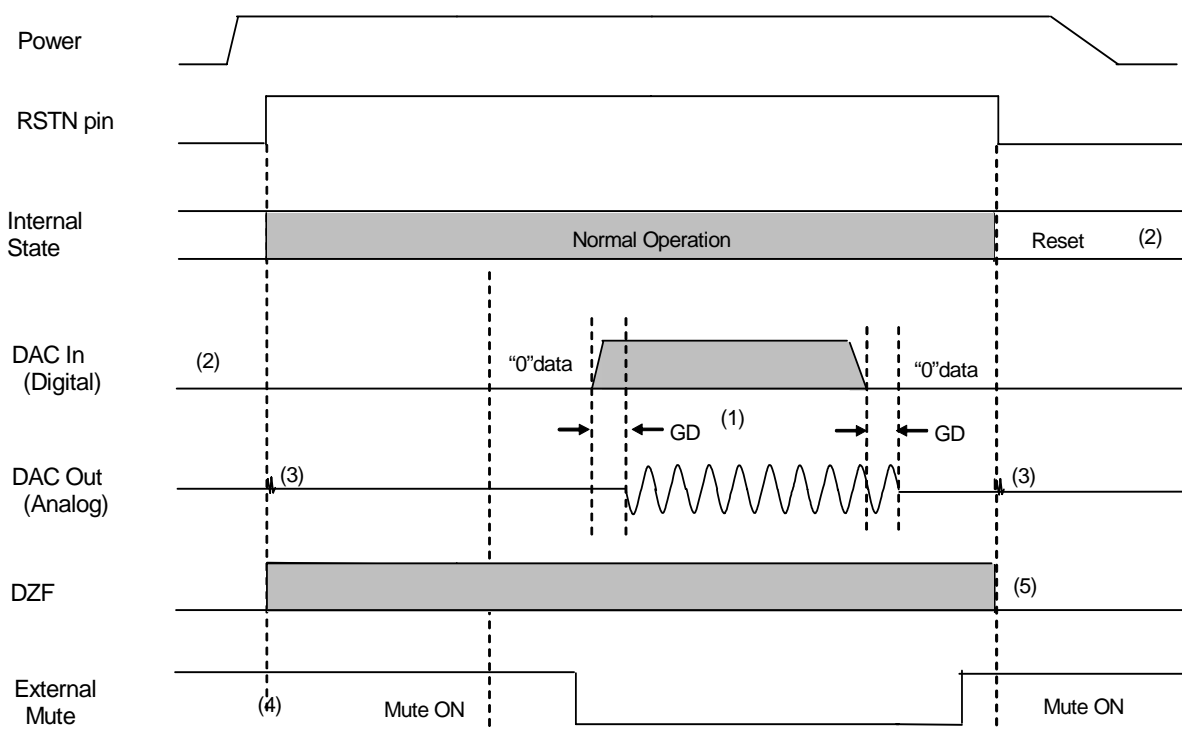 Power
RSTN pin
Internal
State
Normal Operation
Reset
(2)
DAC In
(Digital)
(2)
“0”data
“0”data
(1)
GD
GD
DAC Out
(Analog)
(3)
(3)
DZF
(5)
External
Mute
(4)
Mute ON
Mute ON